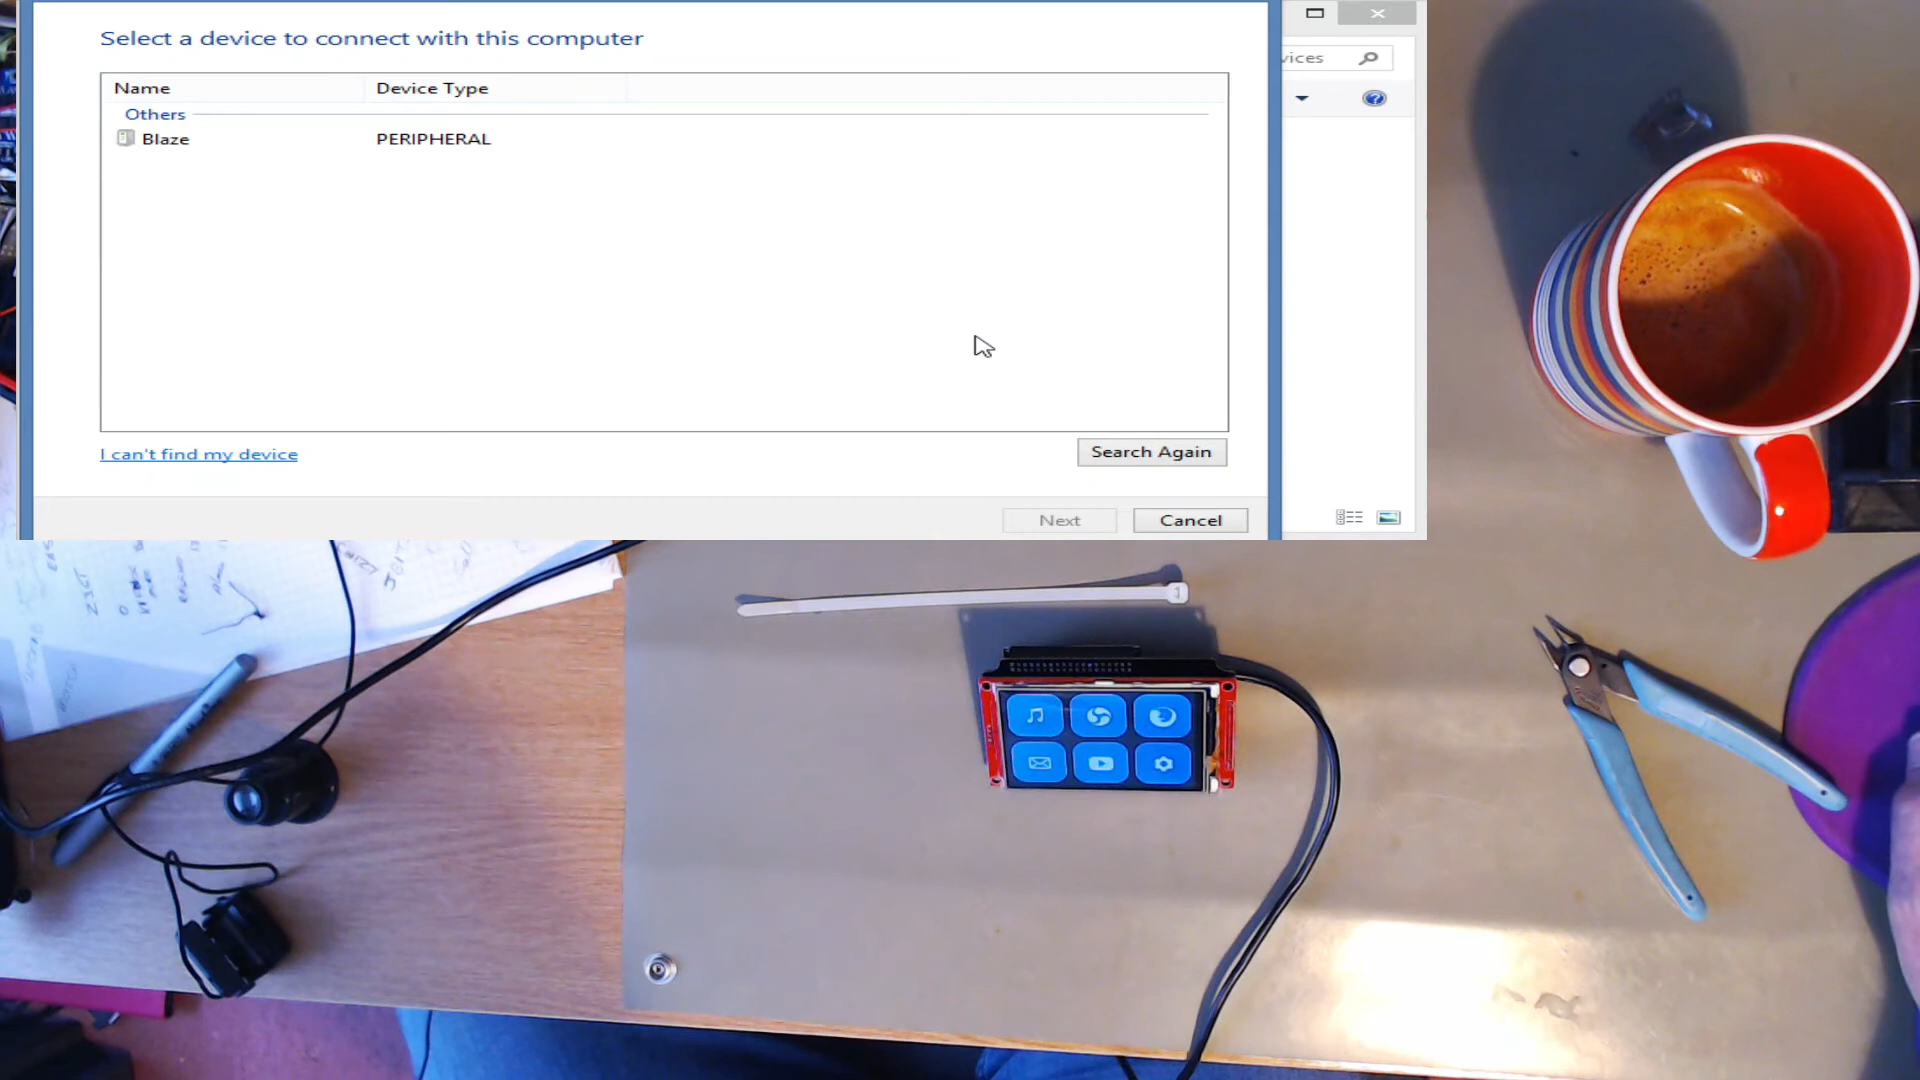 Select a device to connect with this computer
vices
Name Device Type
Others
Blaze PERIPHERAL
I can't find my device
Search Again
Next Cancel